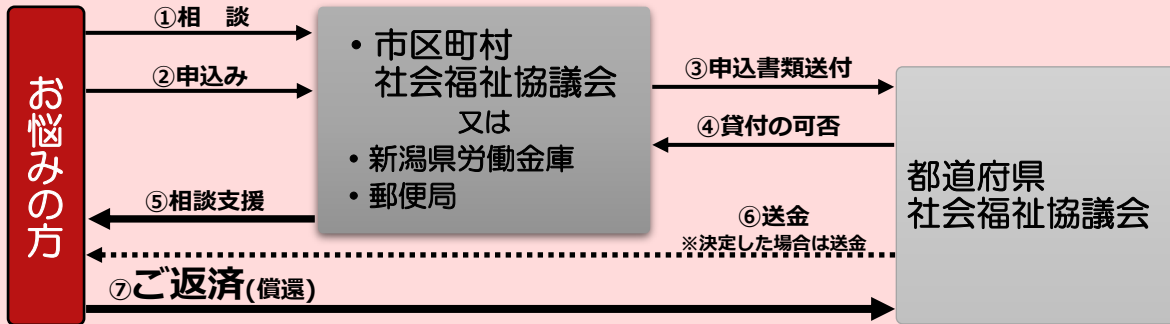 お悩みの方
①相　談
②申込み
・市区町村
社会福祉協議会
又は
・新潟県労働金庫
・郵便局
③申込書類送付
④貸付の可否
⑤相談支援
都道府県
社会福祉協議会
⑥送金
※決定した場合は送金
⑦ご返済(償還)